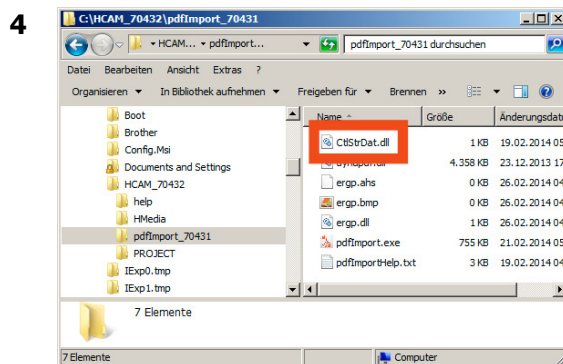 4
C:\HCAM_70432\pdfImport_70431
HCAM... pdfImport... pdfImport_70431 durchsuchen
Datei Bearbeiten Ansicht Extras ?
Organisieren In Bibliothek aufnehmen Freigeben für Brennen »
Name Größe Änderungsdatu
Boot
Brother
Config.Msi
Documents and Settings
HCAM_70432
help
HMedia
pdfImport_70431
PROJECT
IExp0.tmp
IExp1.tmp
CtlStrDat.dll 1 KB 19.02.2014 05
4.358 KB 23.12.2013 17
ergp.ahs 0 KB 26.02.2014 04
ergp.bmp 0 KB 26.02.2014 04
ergp.dll 1 KB 26.02.2014 04
pdfImport.exe 755 KB 21.02.2014 05
pdfImportHelp.txt 3 KB 19.02.2014 04
7 Elemente
7 Elemente Computer